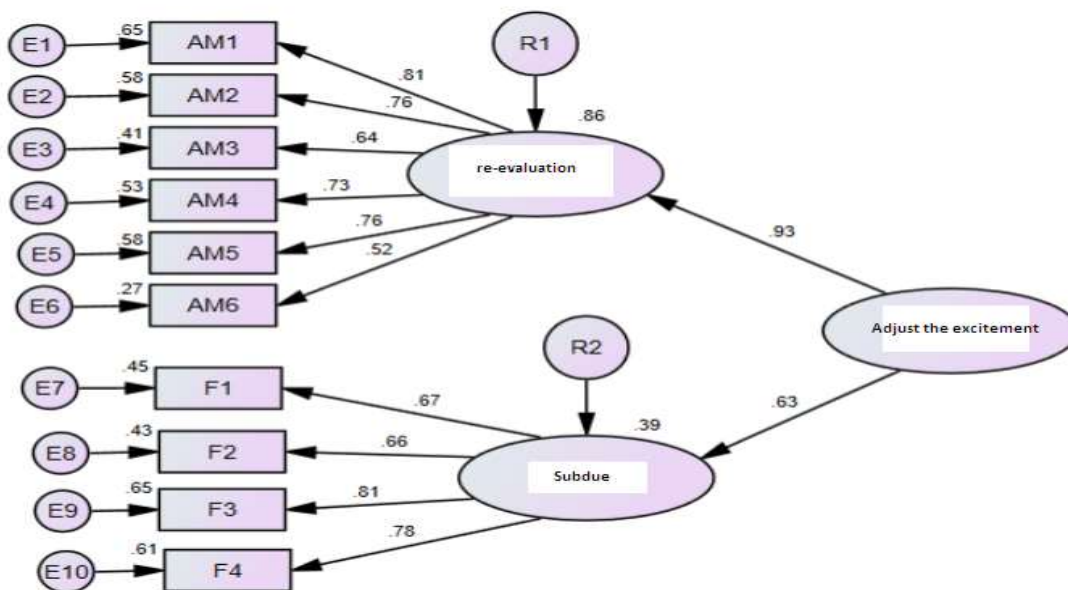 E1 .65 AM1
E2 .58 AM2
E3 .41 AM3
E4 .53 AM4
E5 .58 AM5
E6 .27 AM6
.81
.76
.64
.73
.76
.52
R1
.86
re-evaluation
.93
Adjust the excitement
.63
R2
.39
Subdue
E7 .45 F1
E8 .43 F2
E9 .65 F3
E10 .61 F4
.67
.66
.81
.78